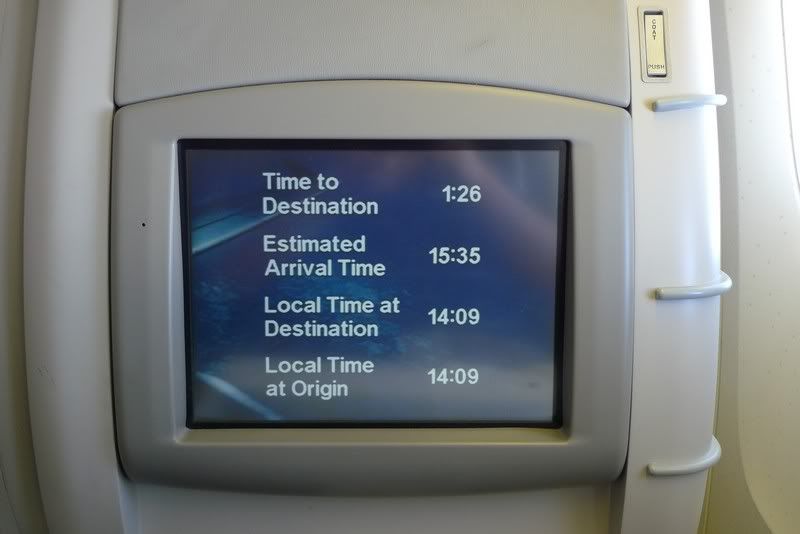 COAT
PUSH
Time to
Destination 1:26
Estimated
Arrival Time 15:35
Local Time at
Destination 14:09
Local Time
at Origin 14:09